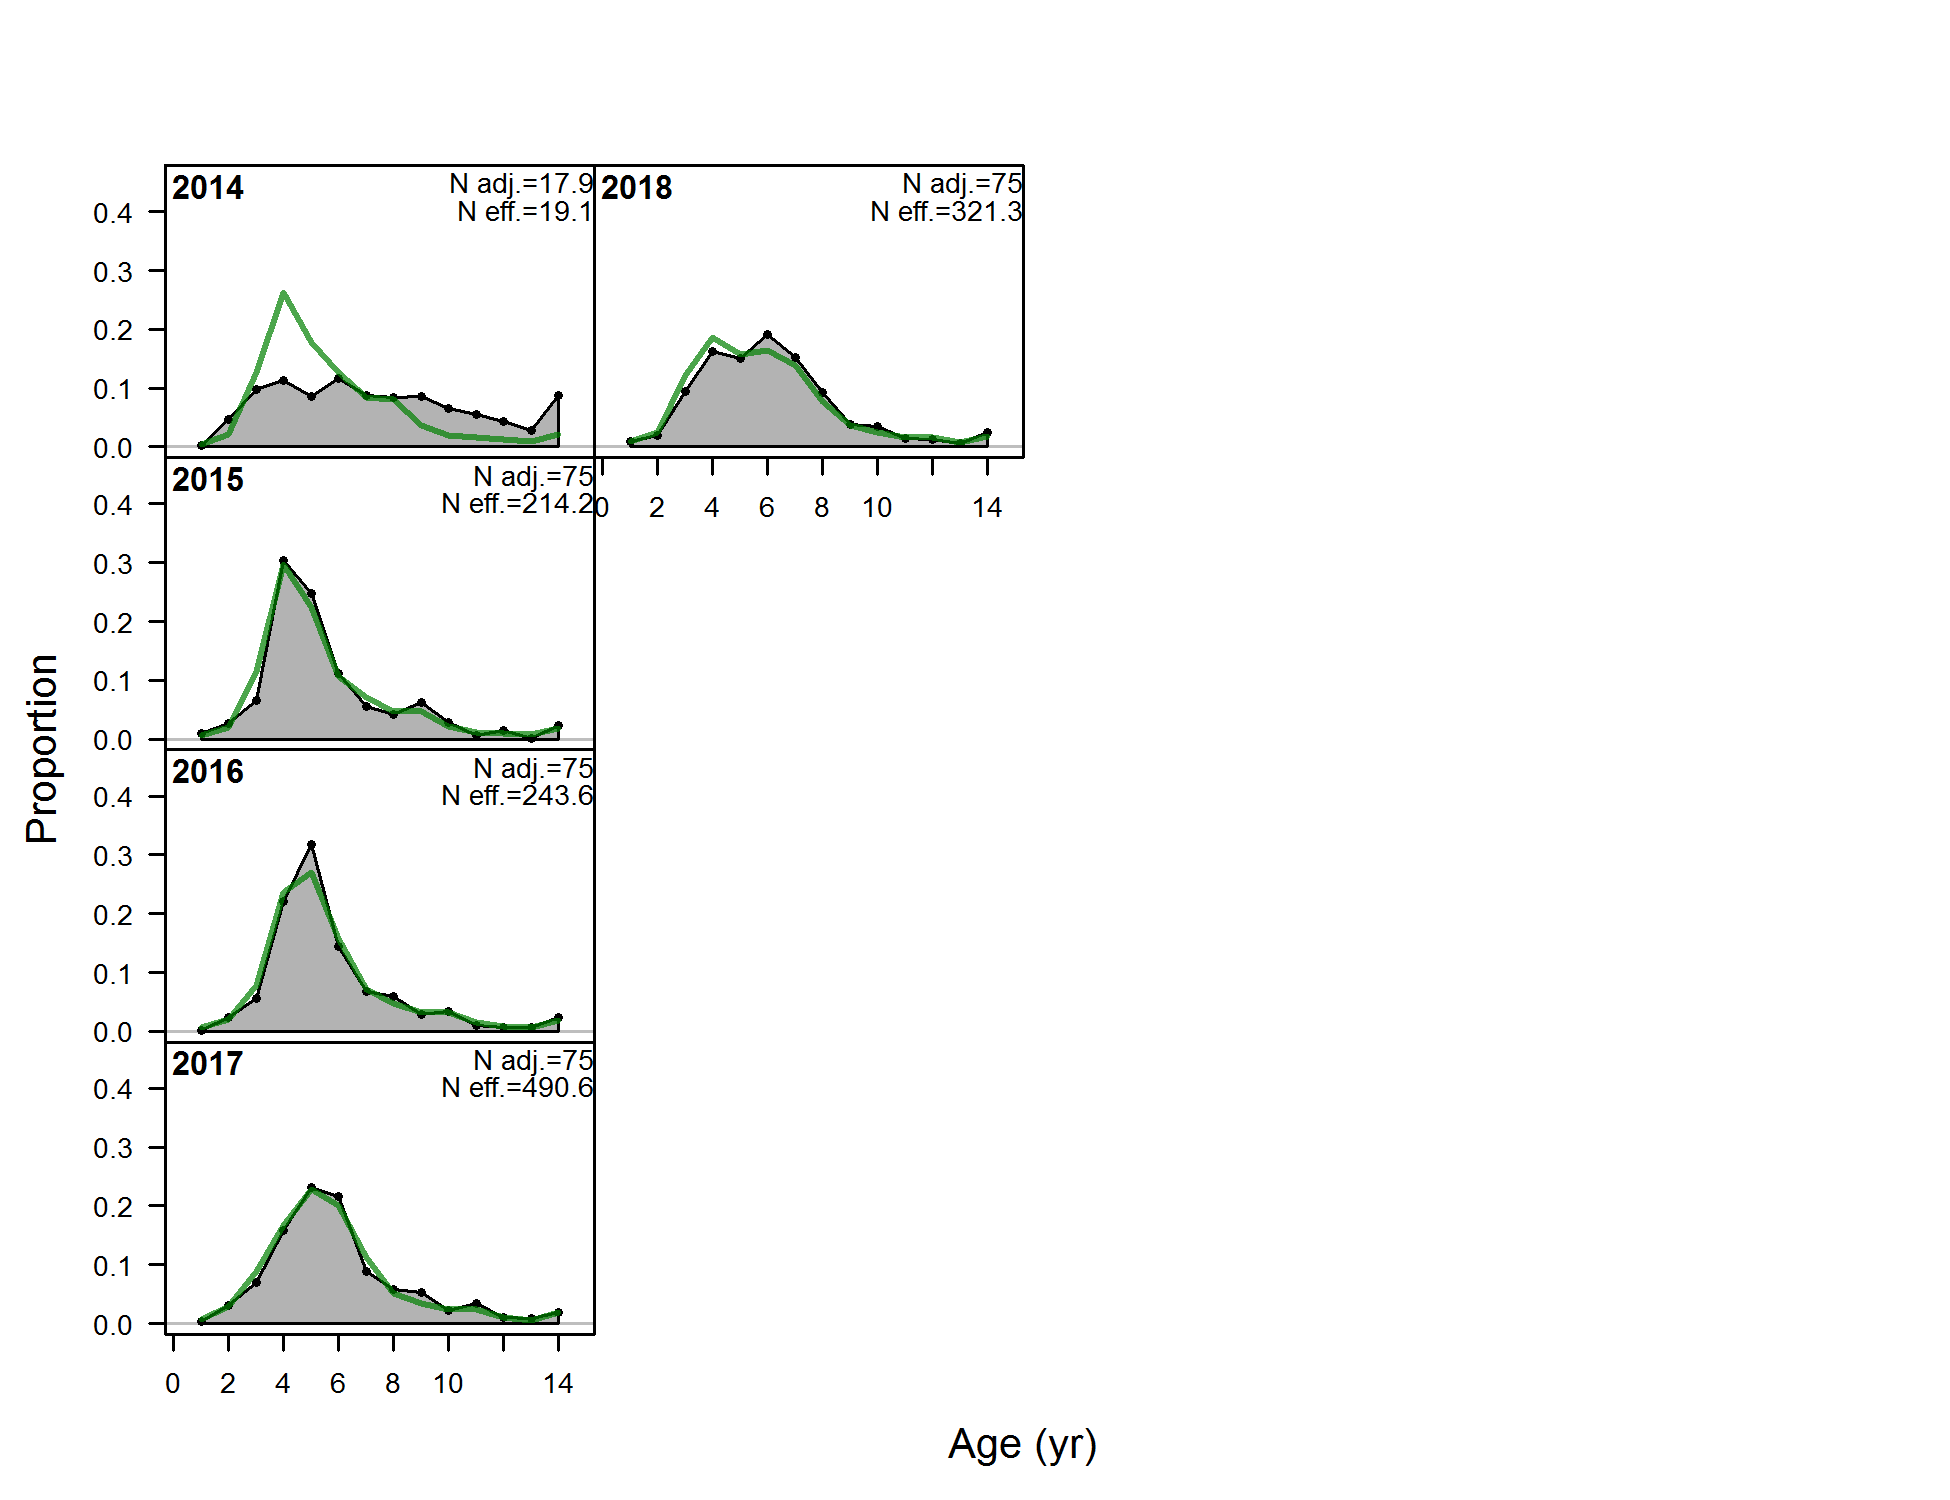 2014
N adj.=17.9
N eff.=19.1
0.4
0.3
0.2
0.1
0.0
2018
N adj.=75
N eff.=321.3
0 2 4 6 8 10 14
2015
N adj.=75
N eff.=214.2
0.4
0.3
0.2
0.1
0.0
2016
N adj.=75
N eff.=243.6
0.4
0.3
0.2
0.1
0.0
2017
N adj.=75
N eff.=490.6
0.4
0.3
0.2
0.1
0.0
0 2 4 6 8 10 14
Proportion
Age (yr)